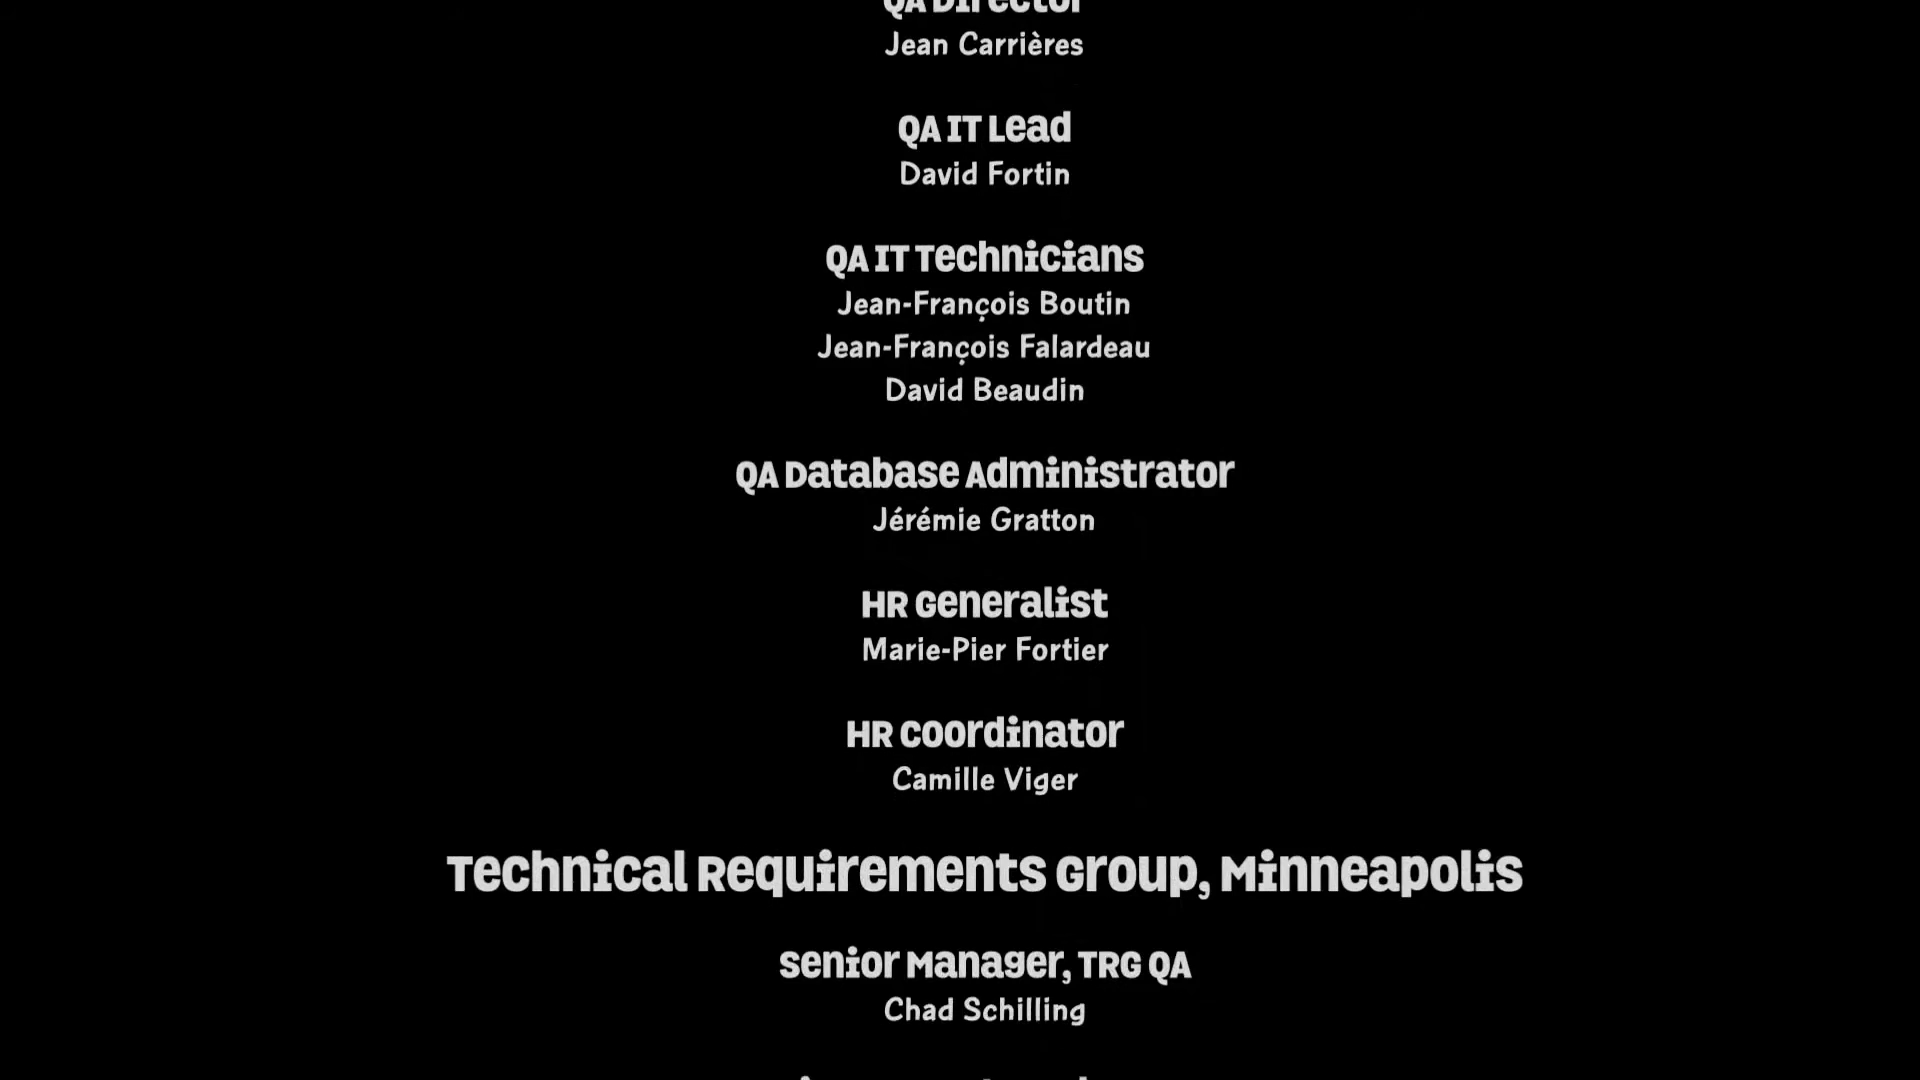 QA Director
Jean Carrières
QA IT Lead
David Fortin
QA IT Technicians
Jean-François Boutin
Jean-François Falardeau
David Beaudin
QA Database Administrator
Jérémie Gratton
HR Generalist
Marie-Pier Fortier
HR Coordinator
Camille Viger
Technical Requirements Group, Minneapolis
Senior Manager, TRG QA
Chad Schilling